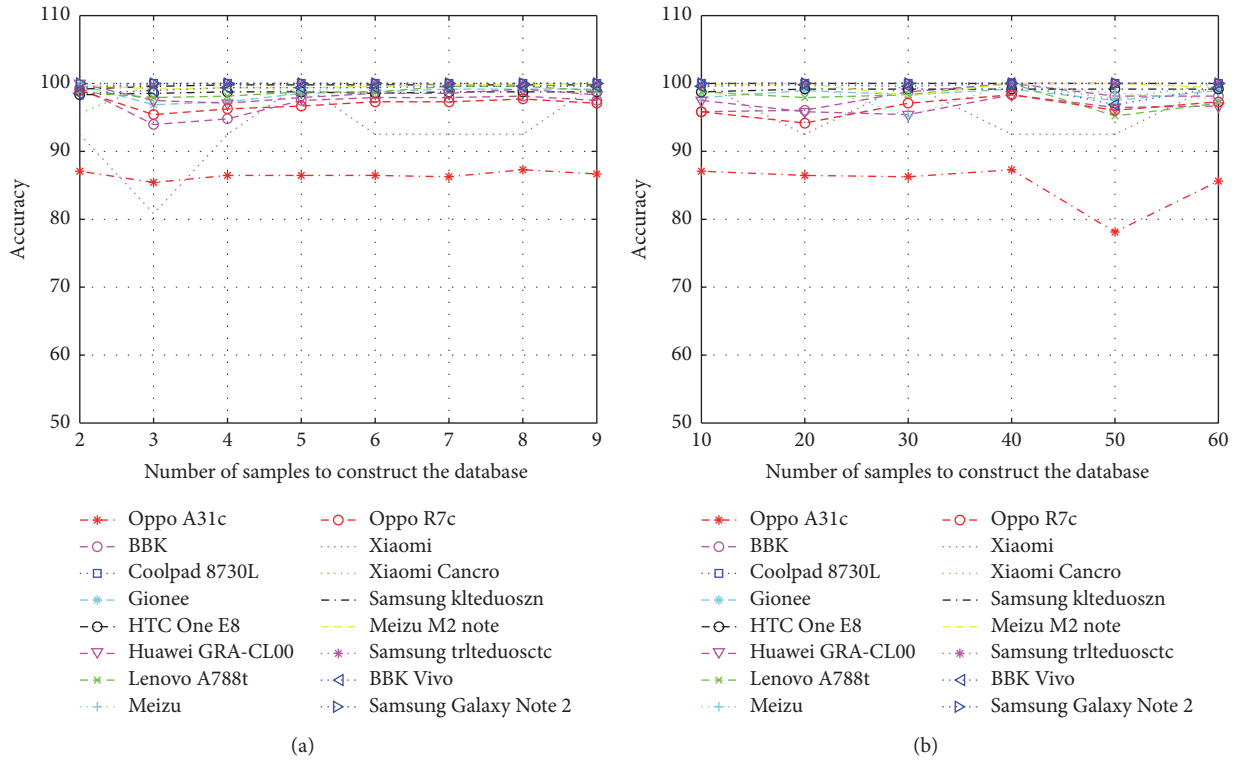 110
100
90
80
70
60
50
Accuracy
2 3 4 5 6 7 8 9
Number of samples to construct the database
Oppo A31c
BBK
Coolpad 8730L
Gionee
HTC One E8
Huawei GRA-CL00
Lenovo A788t
Meizu
Oppo R7c
Xiaomi
Xiaomi Cancro
Samsung klteduoszn
Meizu M2 note
Samsung trlteduosctc
BBK Vivo
Samsung Galaxy Note 2
(a)
110
100
90
80
70
60
50
Accuracy
10 20 30 40 50 60
Number of samples to construct the database
Oppo A31c
BBK
Coolpad 8730L
Gionee
HTC One E8
Huawei GRA-CL00
Lenovo A788t
Meizu
Oppo R7c
Xiaomi
Xiaomi Cancro
Samsung klteduoszn
Meizu M2 note
Samsung trlteduosctc
BBK Vivo
Samsung Galaxy Note 2
(b)